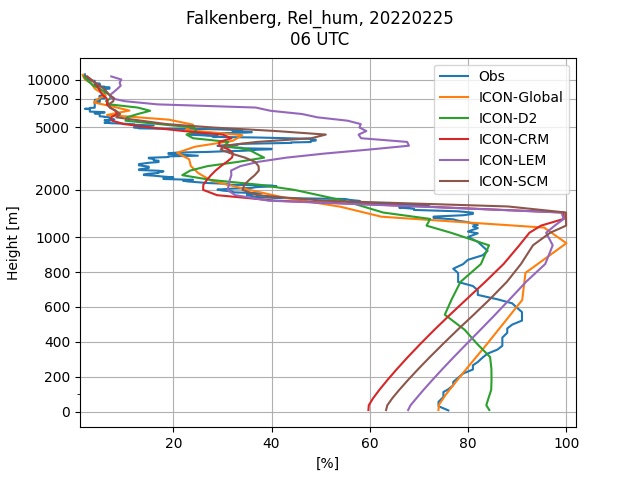 Falkenberg, Rel_hum, 20220225
06 UTC
Height [m]
10000
7500
5000
2000
1000
800
600
400
200
0
Obs
ICON-Global
ICON-D2
ICON-CRM
ICON-LEM
ICON-SCM
20
40
60
80
100
[%]